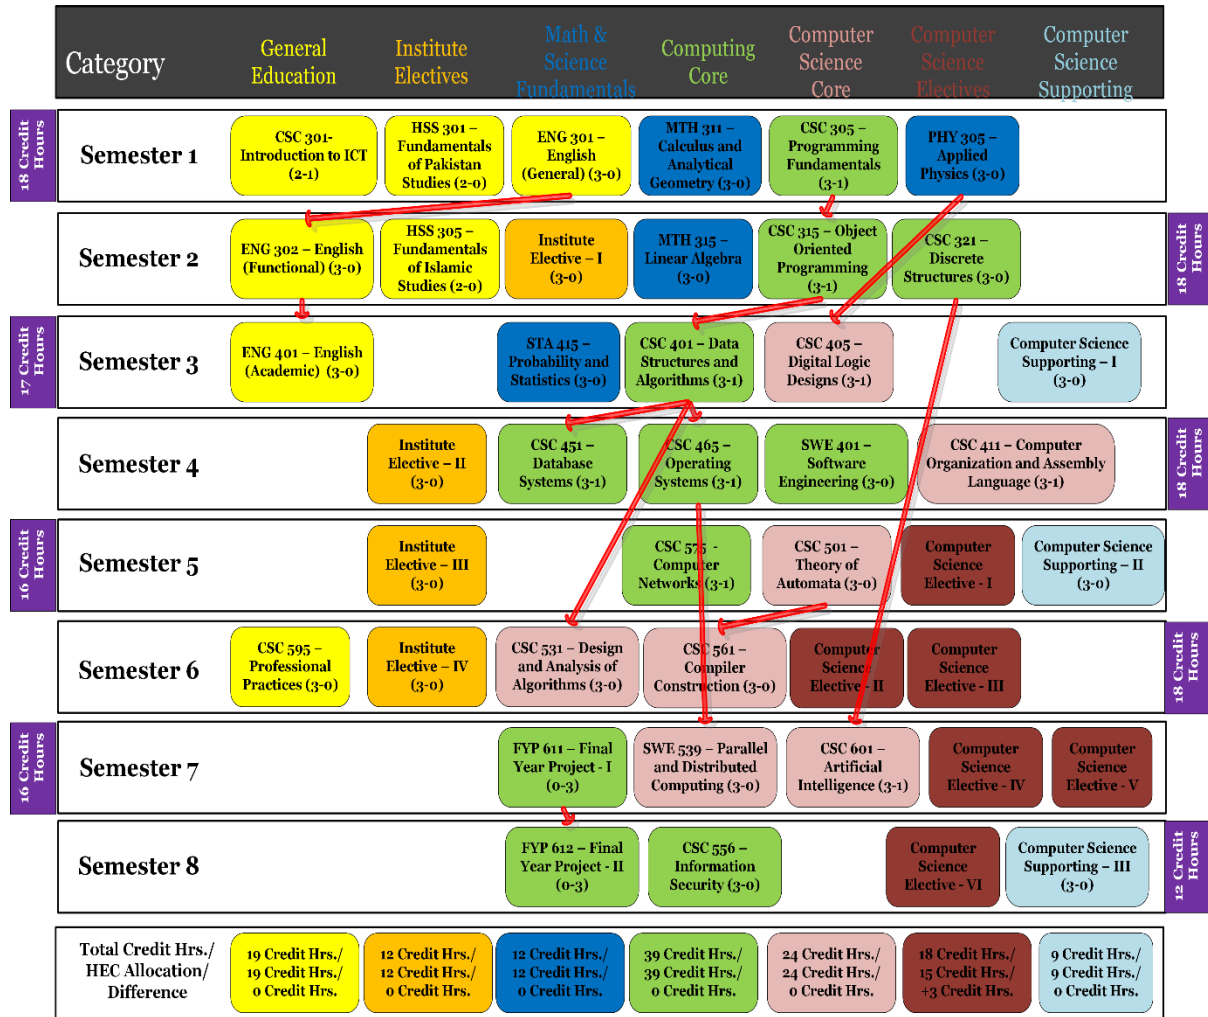 Category
General
Education
Institute
Electives
Math &
Science
Fundamentals
Computing
Core
Computer
Science
Core
Computer
Science
Electives
Computer
Science
Supporting
18 Credit
Hours
Semester 1
CSC 301-
Introduction to ICT
(2-1)
HSS 301 –
Fundamentals
of Pakistan
Studies (2-0)
ENG 301 –
English
(General) (3-0)
MTH 311 –
Calculus and
Analytical
Geometry (3-0)
CSC 305 –
Programming
Fundamentals
(3-1)
PHY 305 –
Applied
Physics (3-0)
Semester 2
ENG 302 – English
(Functional) (3-0)
HSS 305 –
Fundamentals
of Islamic
Studies (2-0)
Institute
Elective – I
(3-0)
MTH 315 –
Linear Algebra
(3-0)
CSC 315 – Object
Oriented
Programming
(3-1)
CSC 321 –
Discrete
Structures (3-0)
18 Credit
Hours
17 Credit
Hours
Semester 3
ENG 401 – English
(Academic) (3-0)
STA 415 –
Probability and
Statistics (3-0)
CSC 401 – Data
Structures and
Algorithms (3-1)
CSC 405 –
Digital Logic
Designs (3-1)
Computer Science
Supporting – I
(3-0)
Semester 4
Institute
Elective – II
(3-0)
CSC 451 –
Database
Systems (3-1)
CSC 465 –
Operating
Systems (3-1)
SWE 401 –
Software
Engineering (3-0)
CSC 411 – Computer
Organization and Assembly
Language (3-1)
18 Credit
Hours
16 Credit
Hours
Semester 5
Institute
Elective – III
(3-0)
CSC 575 -
Computer
Networks (3-1)
CSC 501 –
Theory of
Automata (3-0)
Computer
Science
Elective - I
Computer Science
Supporting – II
(3-0)
Semester 6
CSC 595 –
Professional
Practices (3-0)
Institute
Elective – IV
(3-0)
CSC 531 – Design
and Analysis of
Algorithms (3-0)
CSC 561 –
Compiler
Construction (3-0)
Computer
Science
Elective - II
Computer
Science
Elective - III
18 Credit
Hours
16 Credit
Hours
Semester 7
FYP 611 – Final
Year Project - I
(0-3)
SWE 539 – Parallel
and Distributed
Computing (3-0)
CSC 601 –
Artificial
Intelligence (3-1)
Computer
Science
Elective - IV
Computer
Science
Elective - V
Semester 8
FYP 612 – Final
Year Project - II
(0-3)
CSC 556 –
Information
Security (3-0)
Computer
Science
Elective - VI
Computer Science
Supporting – III
(3-0)
12 Credit
Hours
Total Credit Hrs./
HEC Allocation/
Difference
19 Credit Hrs./
19 Credit Hrs./
0 Credit Hrs.
12 Credit Hrs./
12 Credit Hrs./
0 Credit Hrs.
12 Credit Hrs./
12 Credit Hrs./
0 Credit Hrs.
39 Credit Hrs./
39 Credit Hrs./
0 Credit Hrs.
24 Credit Hrs./
24 Credit Hrs./
0 Credit Hrs.
18 Credit Hrs./
15 Credit Hrs./
+3 Credit Hrs.
9 Credit Hrs./
9 Credit Hrs./
0 Credit Hrs.